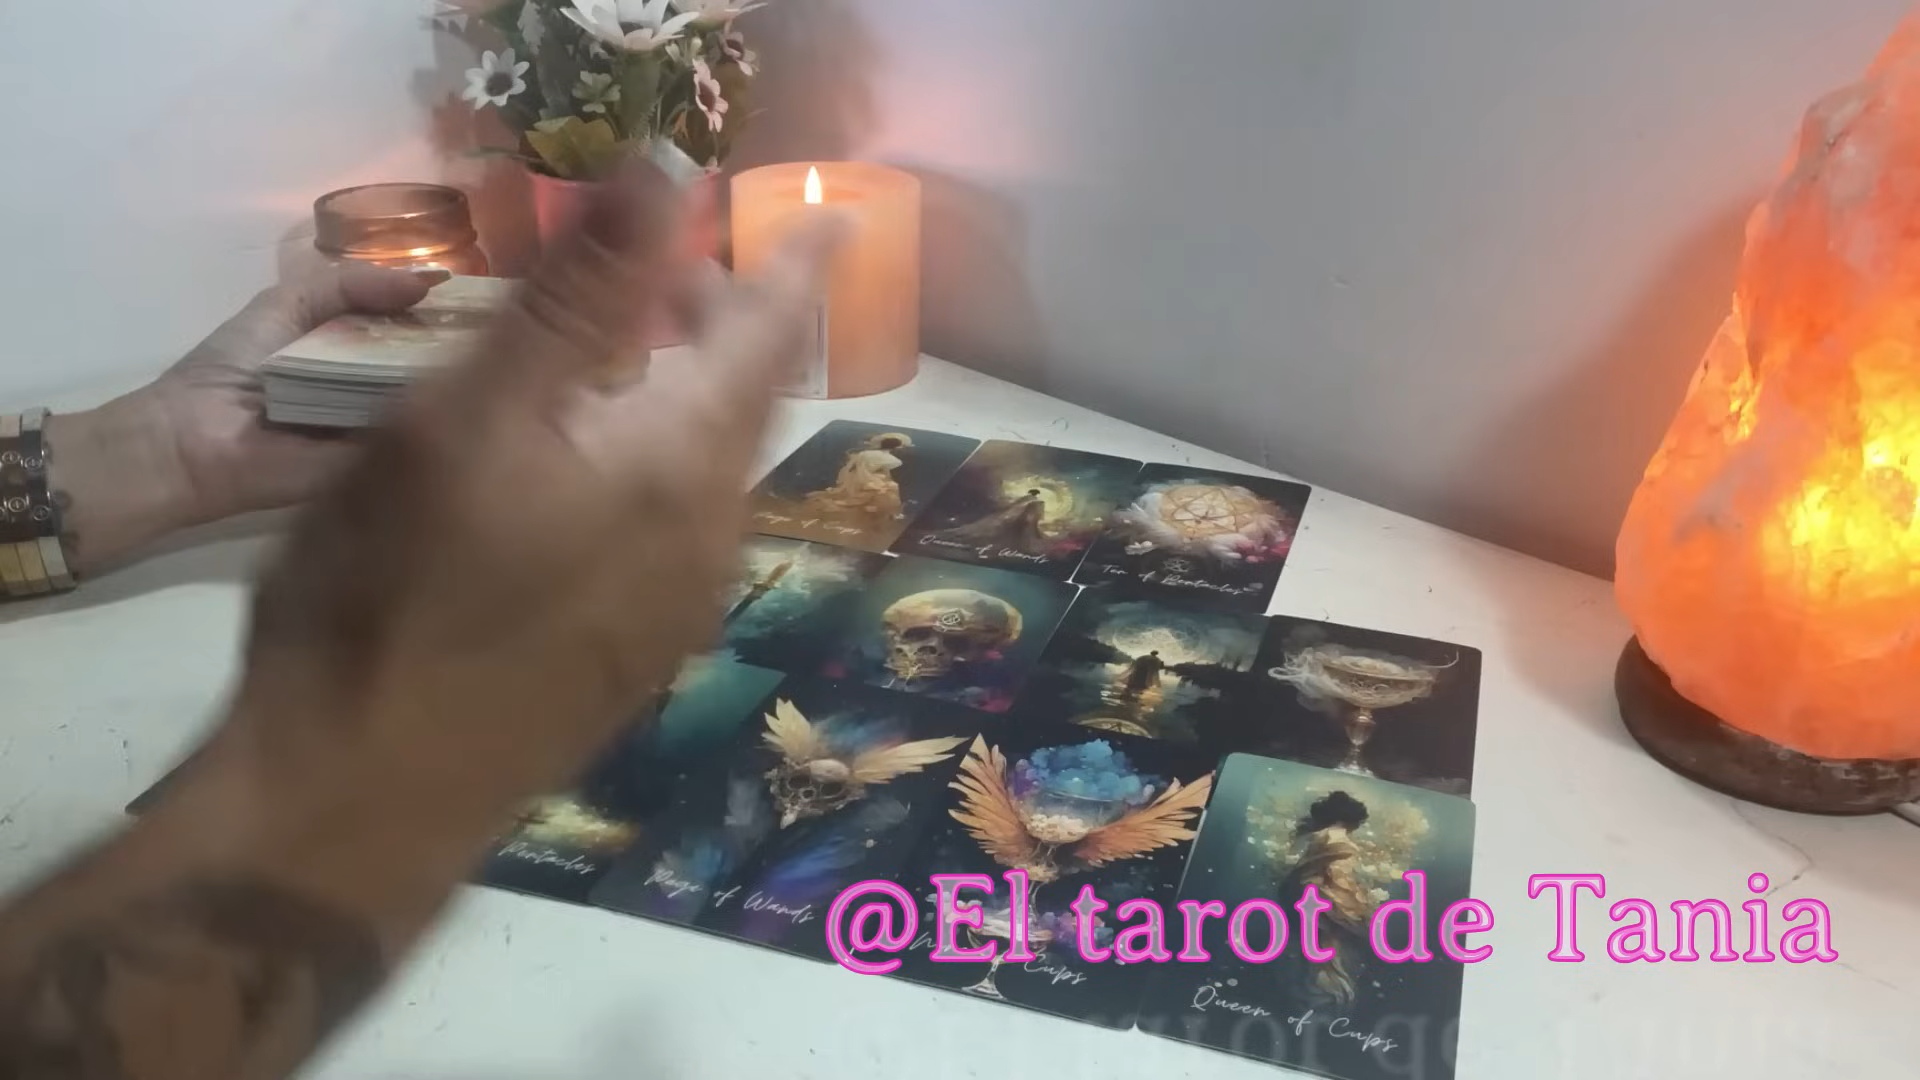 Page of Cups
Queen of Wands
Ten of Pentacles
Pentacles
Page of Wands
Cups
@El tarot de Tania
Queen of Cups